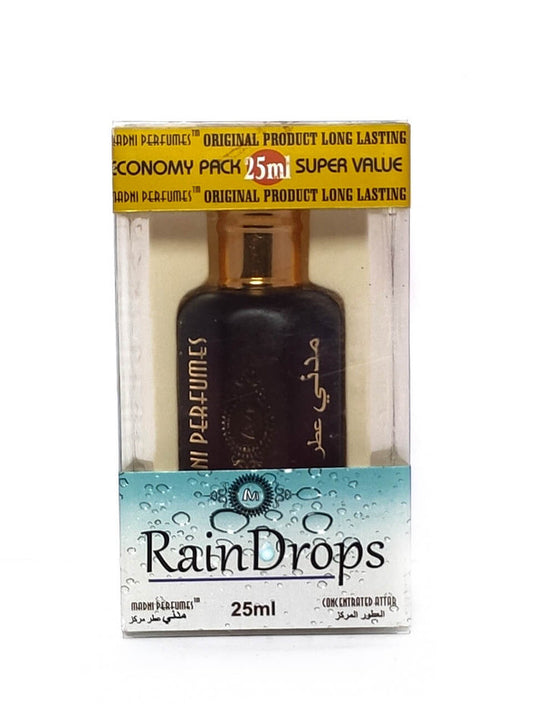 MADNI PERFUMES™ ORIGINAL PRODUCT LONG LASTING
ECONOMY PACK 25ml SUPER VALUE
MADNI PERFUMES™ ORIGINAL PRODUCT LONG LASTING
NI PERFUMES
مدني عطر
M
RainDrops
MADNI PERFUMES™
مدني عطر مركز
25ml
CONCENTRATED ATTAR
العطور المركز